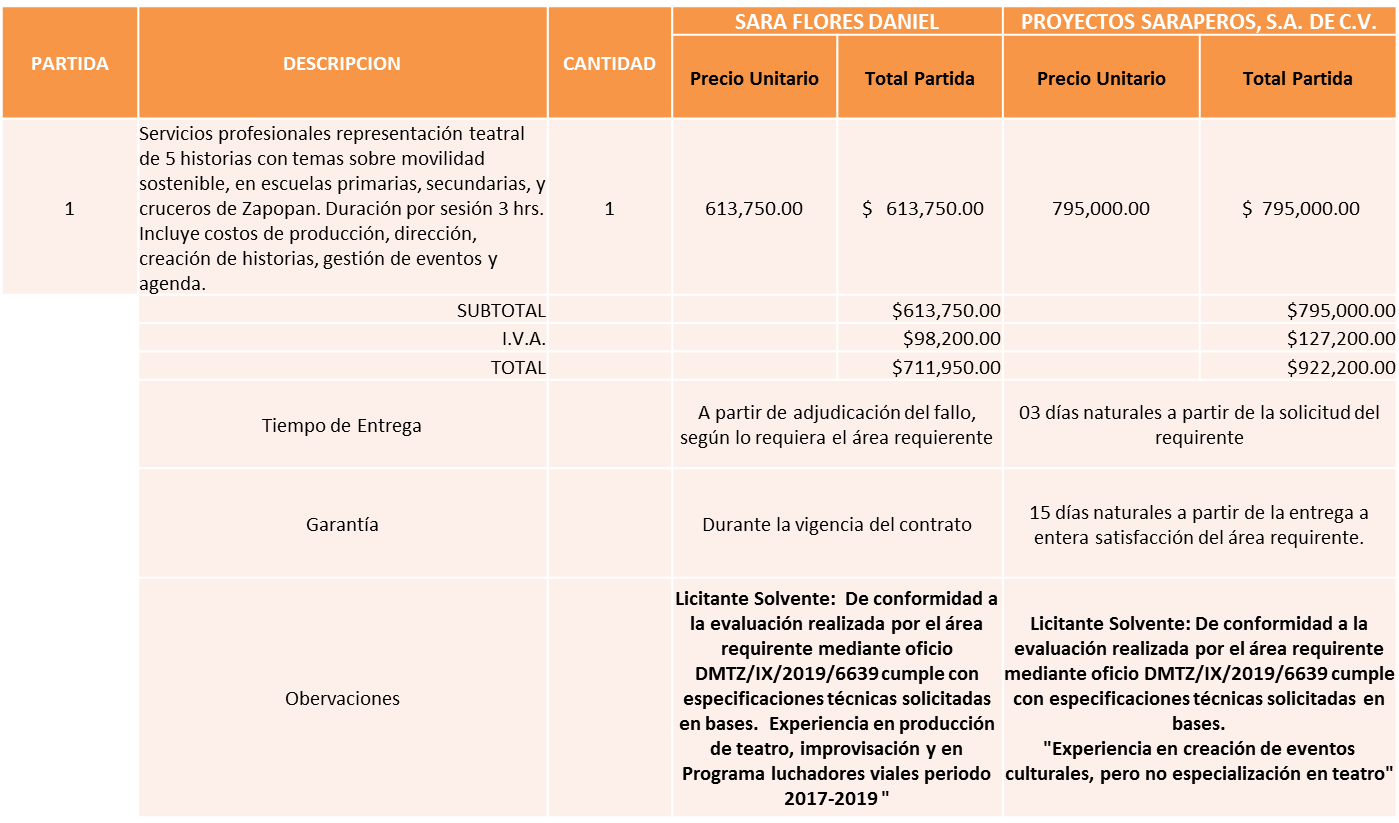 PARTIDA
DESCRIPCION
CANTIDAD
SARA FLORES DANIEL
PROYECTOS SARAPEROS, S.A. DE C.V.
Precio Unitario
Total Partida
Precio Unitario
Total Partida
1
Servicios profesionales representación teatral
de 5 historias con temas sobre movilidad
sostenible, en escuelas primarias, secundarias, y
cruceros de Zapopan. Duración por sesión 3 hrs.
Incluye costos de producción, dirección,
creación de historias, gestión de eventos y
agenda.
1
613,750.00
$ 613,750.00
795,000.00
$ 795,000.00
SUBTOTAL
$613,750.00
$795,000.00
I.V.A.
$98,200.00
$127,200.00
TOTAL
$711,950.00
$922,200.00
Tiempo de Entrega
A partir de adjudicación del fallo,
según lo requiera el área requierente
03 días naturales a partir de la solicitud del
requirente
Garantía
Durante la vigencia del contrato
15 días naturales a partir de la entrega a
entera satisfacción del área requirente.
Obervaciones
Licitante Solvente: De conformidad a
la evaluación realizada por el área
requirente mediante oficio
DMTZ/IX/2019/6639 cumple con
especificaciones técnicas solicitadas
en bases. Experiencia en producción
de teatro, improvisación y en
Programa luchadores viales periodo
2017-2019 "
Licitante Solvente: De conformidad a la
evaluación realizada por el área requirente
mediante oficio DMTZ/IX/2019/6639 cumple
con especificaciones técnicas solicitadas en
bases.
"Experiencia en creación de eventos
culturales, pero no especialización en teatro"